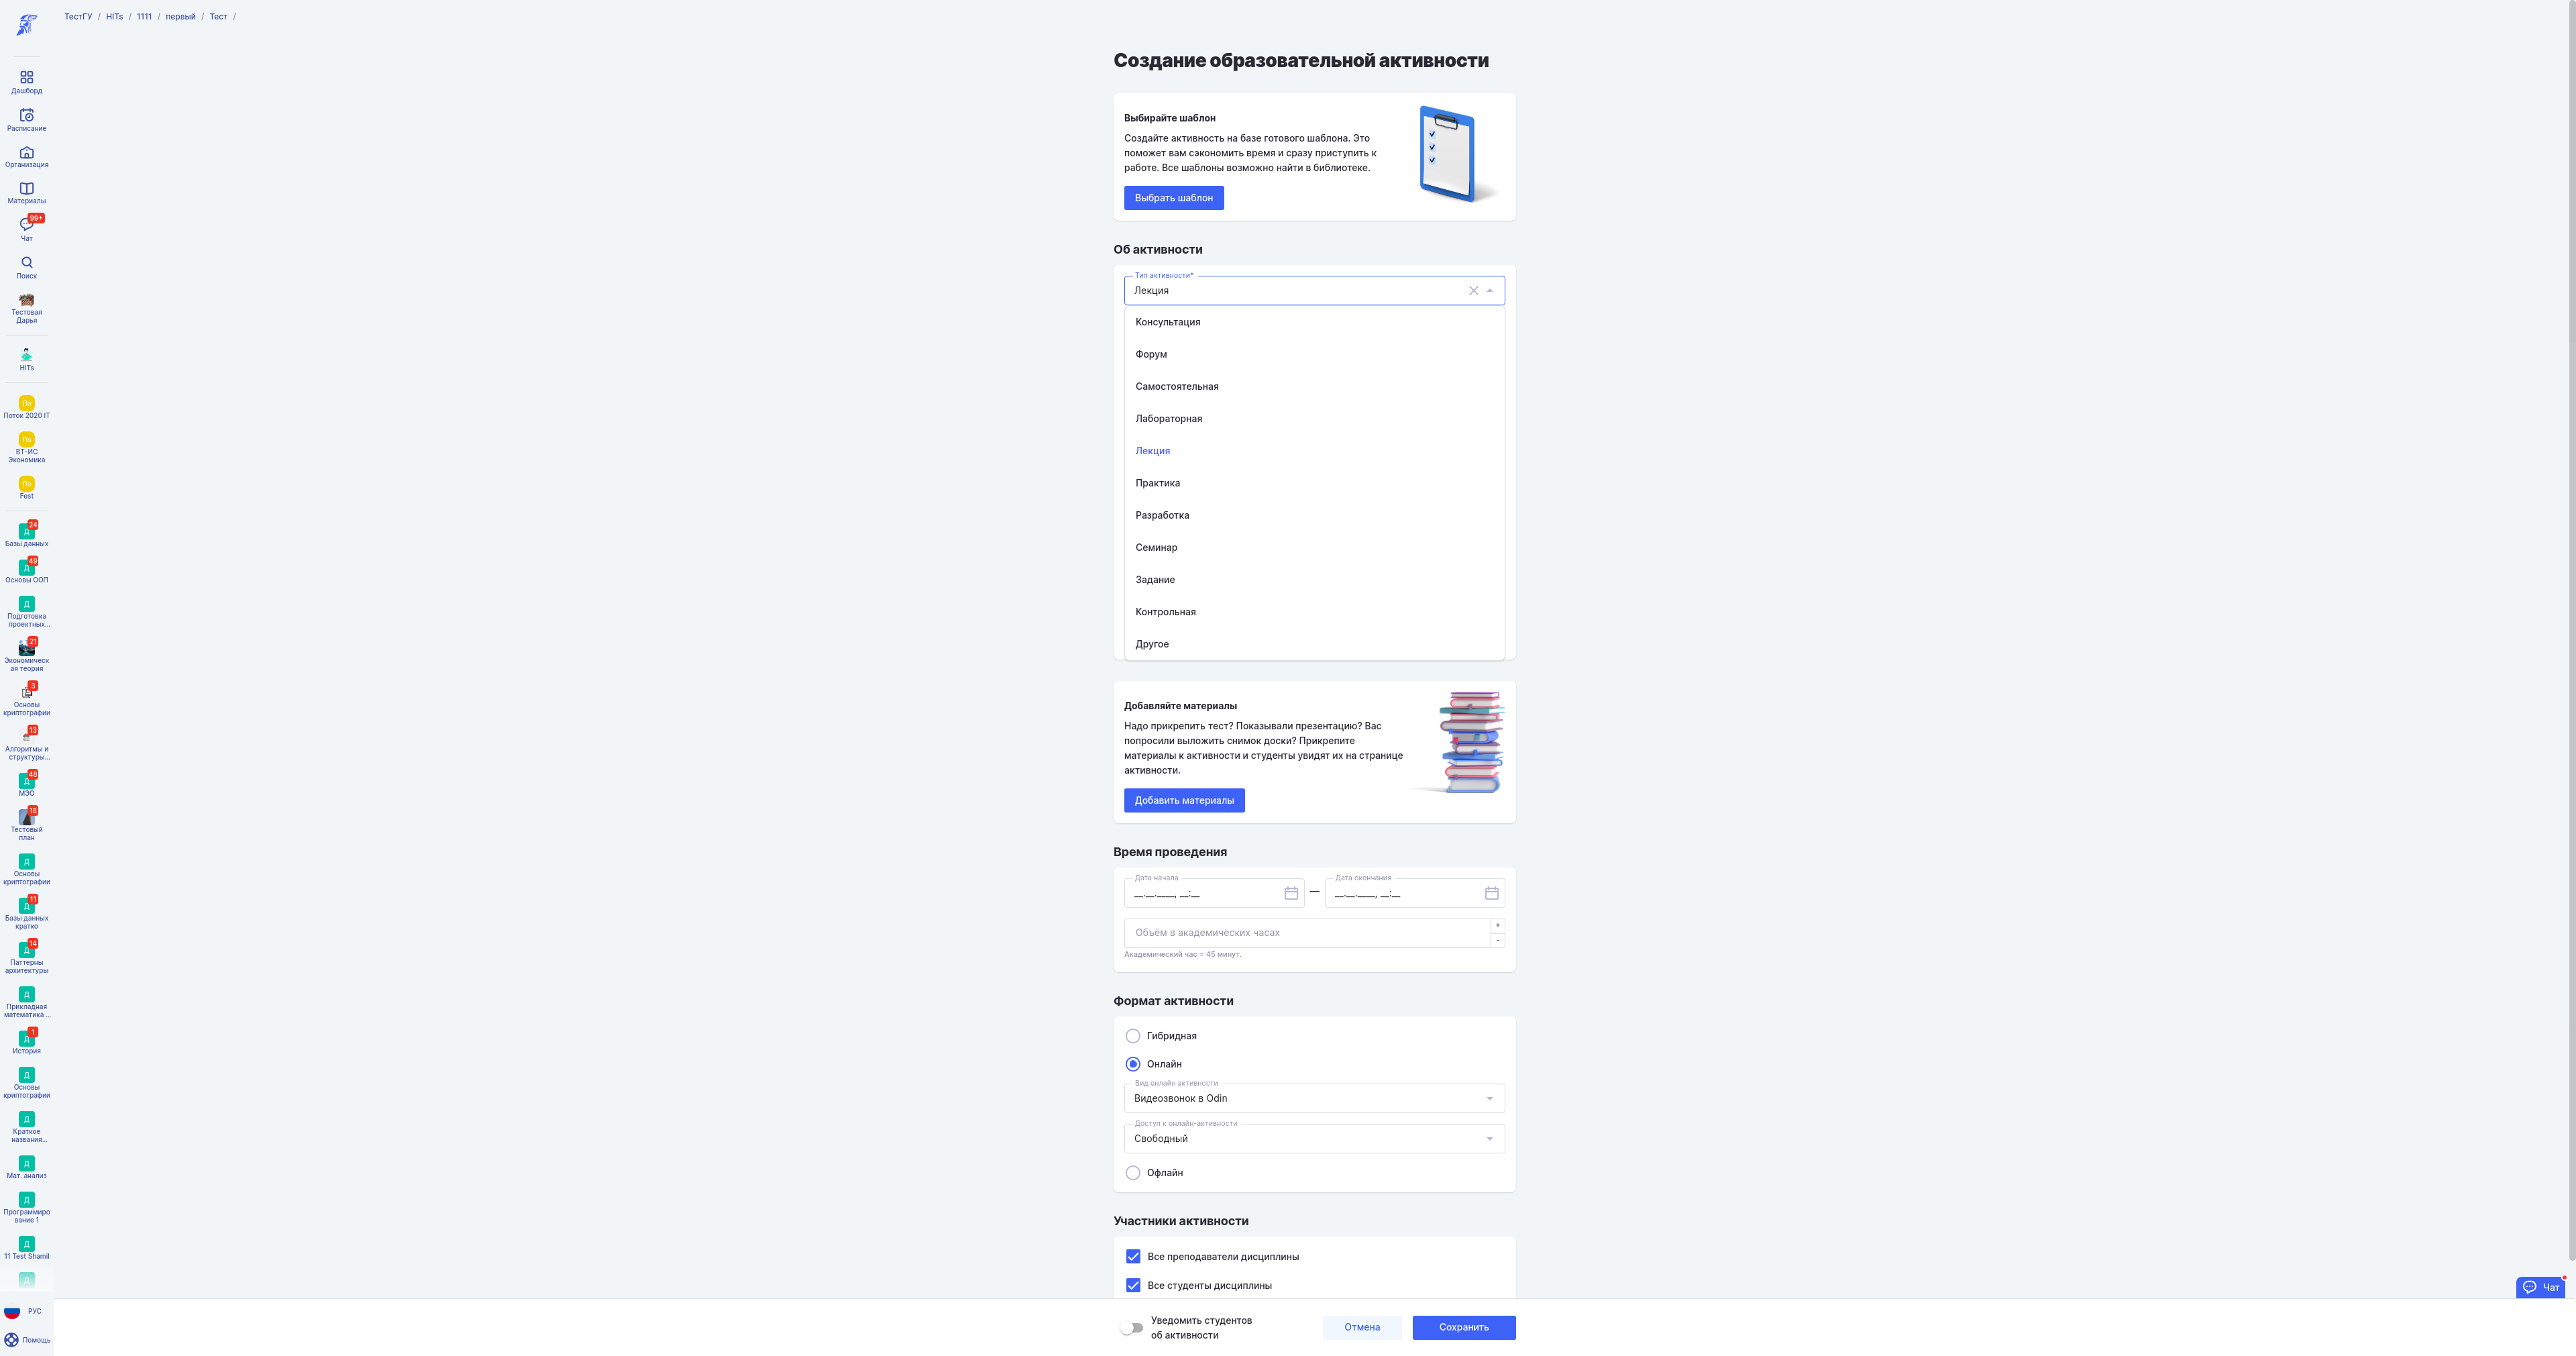 ТестГУ / HITs / 1111 / первый / Тест /
Дашборд
Расписание
Организация
Материалы
99+
Чат
Поиск
Тестовая
Дарья
HITs
По
Поток 2020 IT
По
ВТ-ИС
Экономика
По
Fest
24
Д
Базы данных
49
Д
Основы ООП
Д
Подготовка
проектных...
21
Экономическ
ая теория
3
Основы
криптографии
13
Алгоритмы и
структуры...
48
Д
МЭО
18
Тестовый
план
Д
Основы
криптографии
11
Д
Базы данных
кратко
14
Д
Паттерны
архитектуры
Д
Прикладная
математика ...
1
Д
История
Д
Основы
криптографии
Д
Краткое
названия...
Д
Мат. анализ
Д
Программиро
вание 1
Д
11 Test Shamil
Д
РУС
Помощь
Создание образовательной активности
Выбирайте шаблон
Создайте активность на базе готового шаблона. Это
поможет вам сэкономить время и сразу приступить к
работе. Все шаблоны возможно найти в библиотеке.
Выбрать шаблон
Об активности
Тип активности*
Лекция
Консультация
Форум
Самостоятельная
Лабораторная
Лекция
Практика
Разработка
Семинар
Задание
Контрольная
Другое
Добавляйте материалы
Надо прикрепить тест? Показывали презентацию? Вас
попросили выложить снимок доски? Прикрепите
материалы к активности и студенты увидят их на странице
активности.
Добавить материалы
Время проведения
Дата начала
__.__.____, __:__
—
Дата окончания
__.__.____, __:__
Объём в академических часах
+
-
Академический час = 45 минут.
Формат активности
Гибридная
Онлайн
Вид онлайн активности
Видеозвонок в Odin
Доступ к онлайн-активности
Свободный
Офлайн
Участники активности
Все преподаватели дисциплины
Все студенты дисциплины
Уведомить студентов
об активности
Отмена
Сохранить
Чат